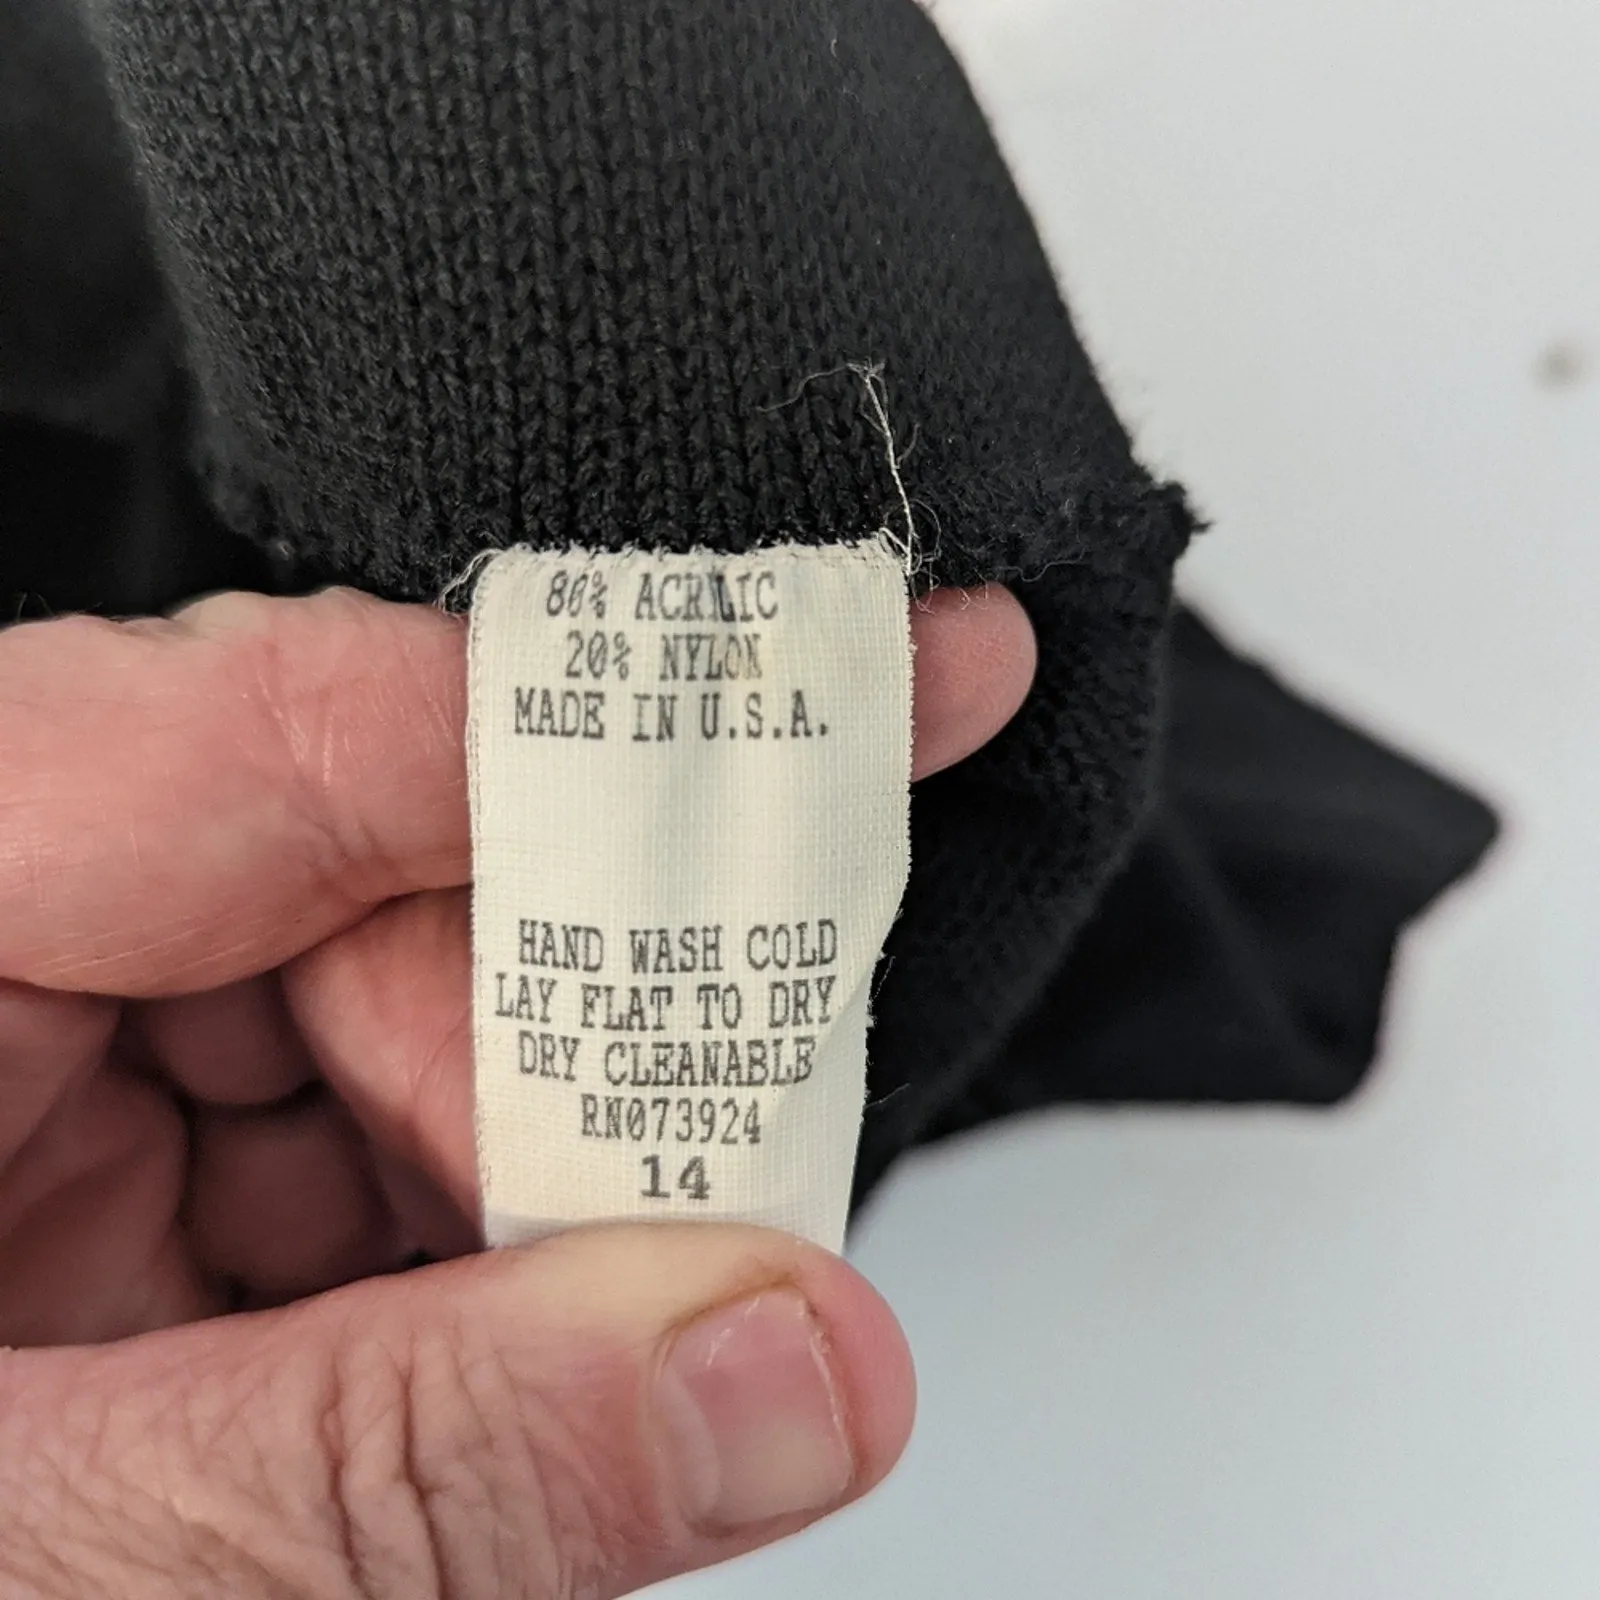 80% ACRYLIC
20% NYLON
MADE IN U.S.A.
HAND WASH COLD
LAY FLAT TO DRY
DRY CLEANABLE
RN073924
14